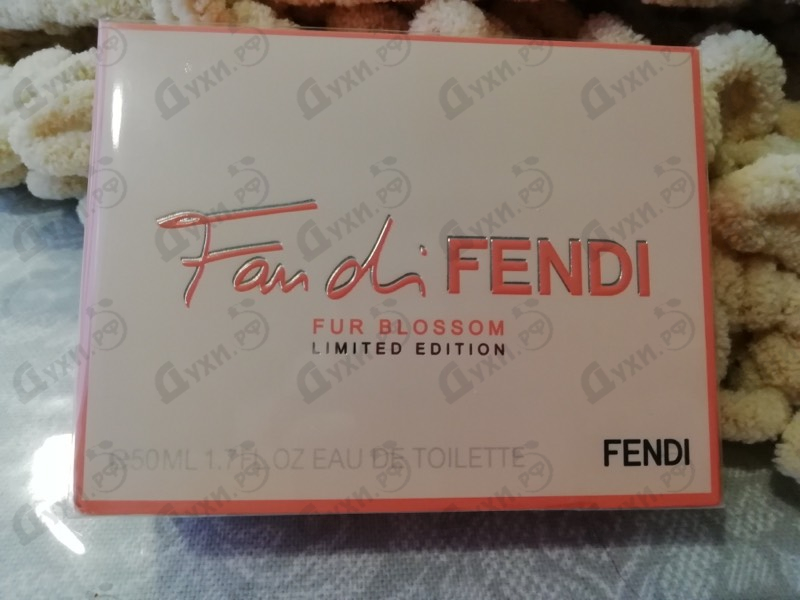 Fan di FENDI
FUR BLOSSOM
LIMITED EDITION
℮50ML 1.7FL.OZ EAU DE TOILETTE
FENDI
Духи.рф